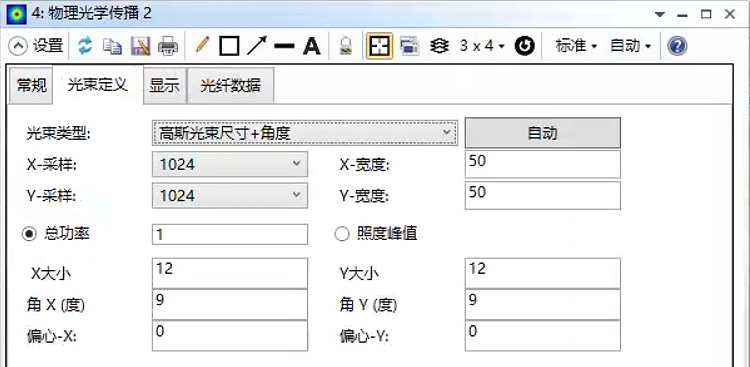 4: 物理光学传播 2
设置 A 3 x 4 标准 自动
常规 光束定义 显示 光纤数据
光束类型: 高斯光束尺寸+角度 自动
X-采样: 1024 X-宽度: 50
Y-采样: 1024 Y-宽度: 50
总功率 1 照度峰值
X大小 12 Y大小 12
角 X (度) 9 角 Y (度) 9
偏心-X: 0 偏心-Y: 0